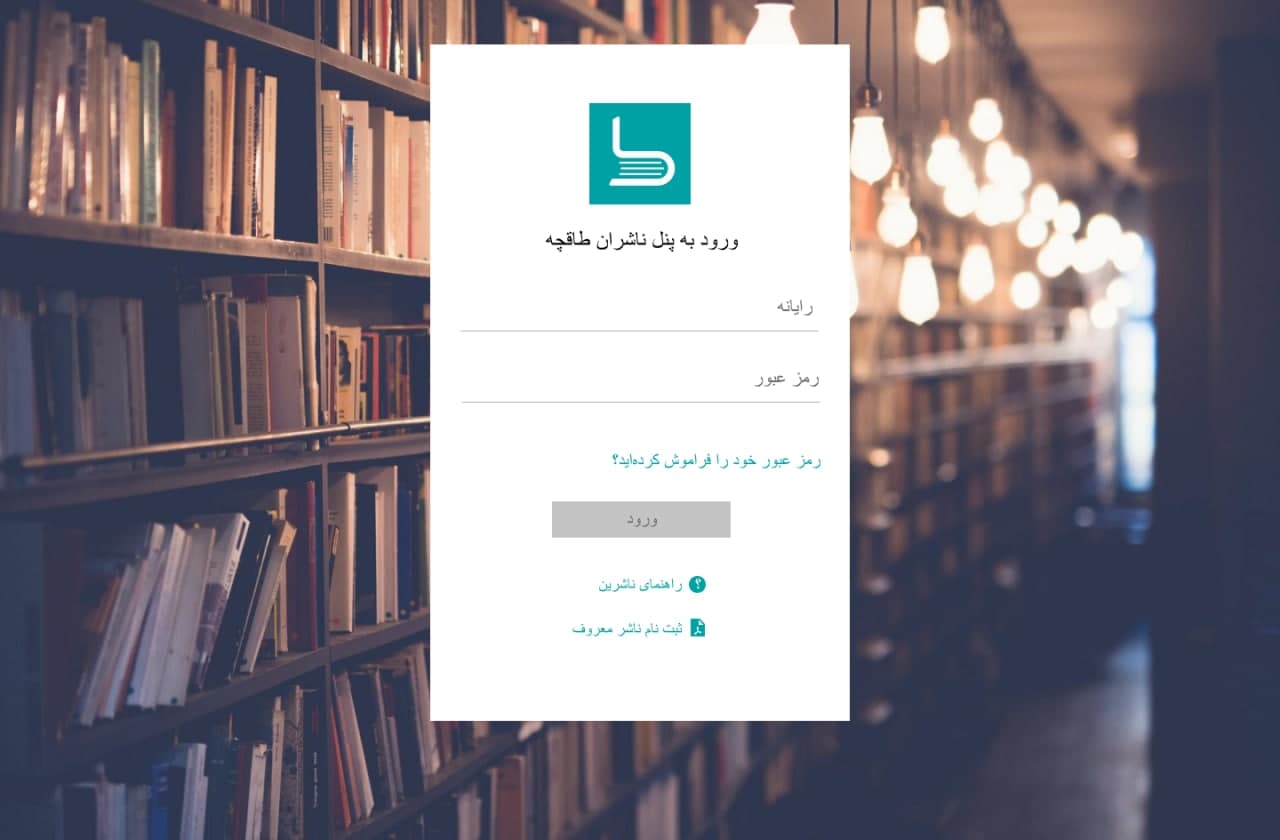 ورود به پنل ناشران طاقچه
رایانه
رمز عبور
رمز عبور خود را فراموش کرده‌اید؟
ورود
راهنمای ناشرین
ثبت نام ناشر معروف